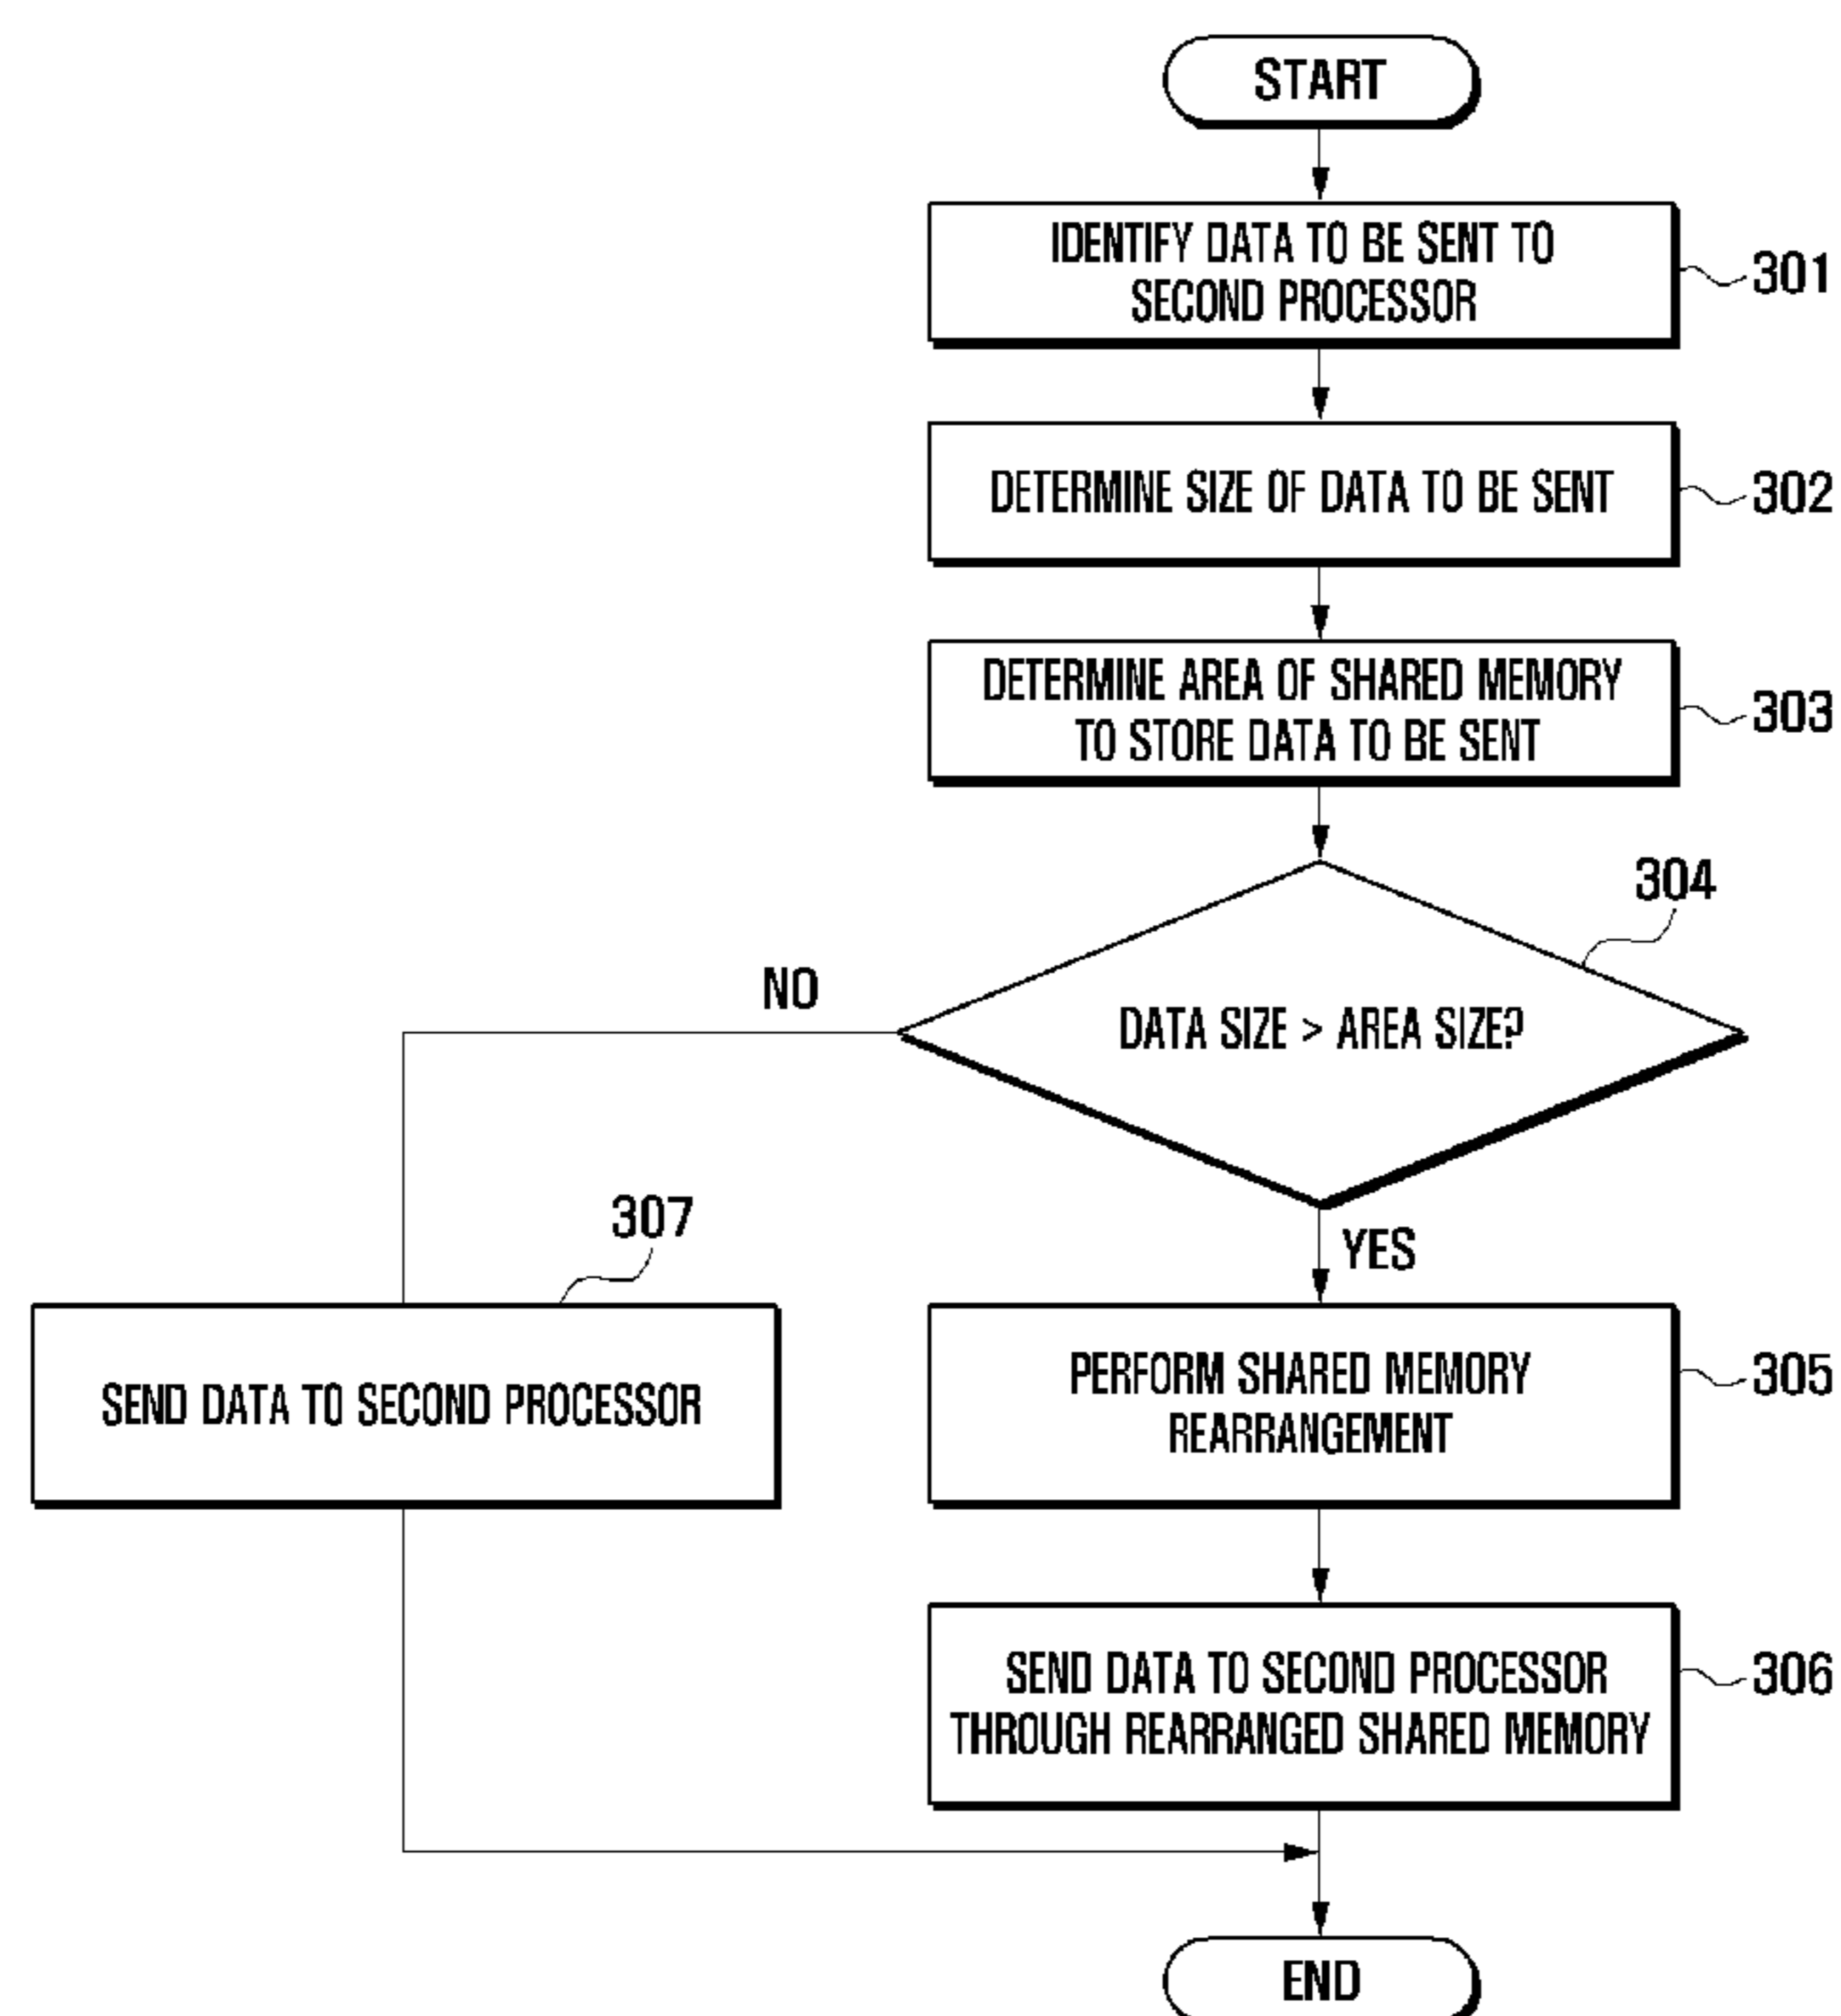 START
IDENTIFY DATA TO BE SENT TO
SECOND PROCESSOR
301
DETERMINE SIZE OF DATA TO BE SENT
302
DETERMINE AREA OF SHARED MEMORY
TO STORE DATA TO BE SENT
303
304
DATA SIZE > AREA SIZE?
NO
YES
307
SEND DATA TO SECOND PROCESSOR
PERFORM SHARED MEMORY
REARRANGEMENT
305
SEND DATA TO SECOND PROCESSOR
THROUGH REARRANGED SHARED MEMORY
306
END